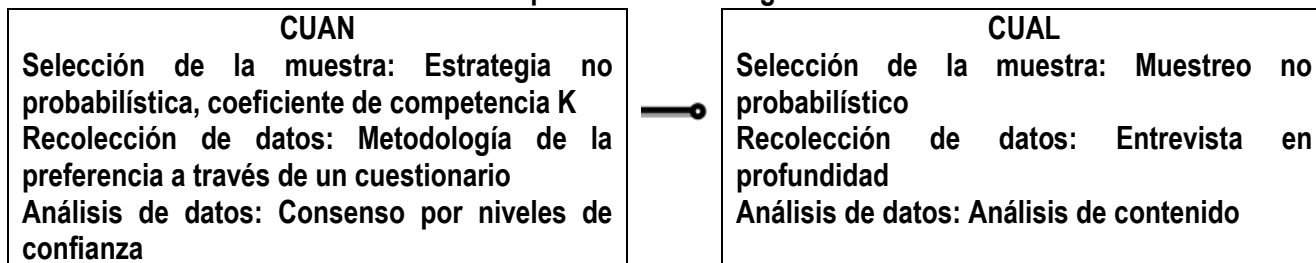 CUAN
Selección de la muestra: Estrategia no
probabilística, coeficiente de competencia K
Recolección de datos: Metodología de la
preferencia a través de un cuestionario
Análisis de datos: Consenso por niveles de
confianza
CUAL
Selección de la muestra: Muestreo no
probabilístico
Recolección de datos: Entrevista en
profundidad
Análisis de datos: Análisis de contenido